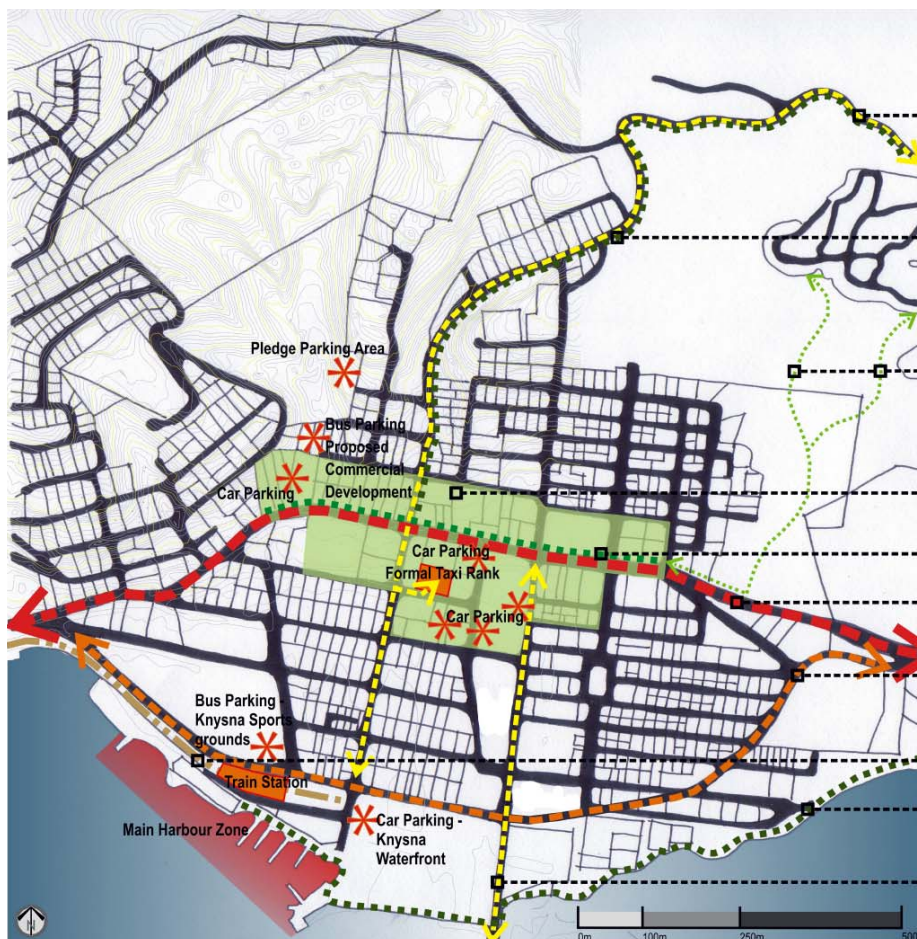 Pledge Parking Area
Bus Parking
Proposed
Commercial
Development
Car Parking
Car Parking
Formal Taxi Rank
Car Parking
Bus Parking -
Knysna Sports
grounds
Train Station
Main Harbour Zone
Car Parking -
Knysna
Waterfront
N
0m
100m
250m
500